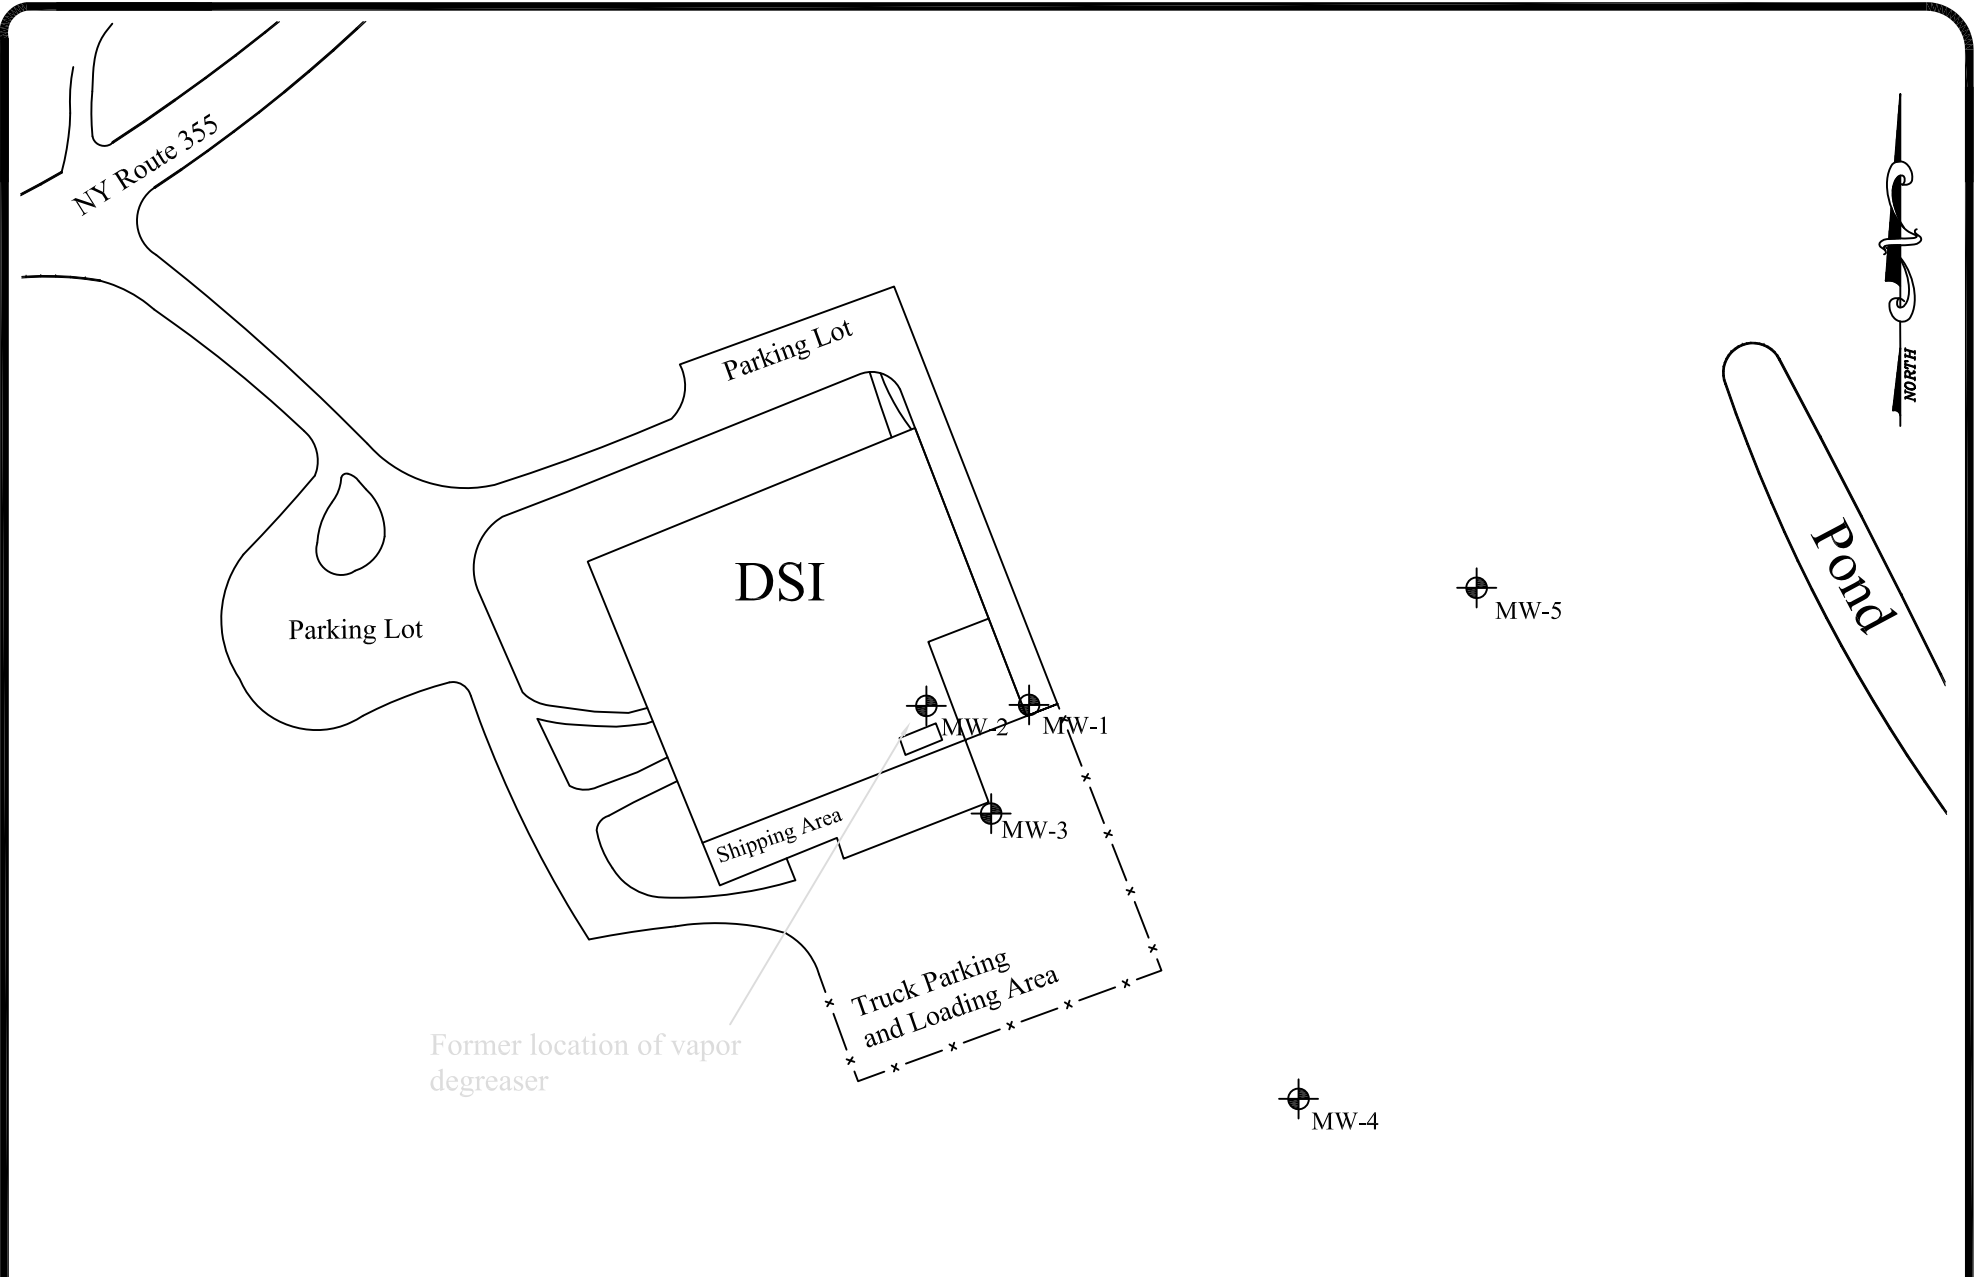 NY Route 355
NORTH
Parking Lot
DSI
Pond
MW-5
Parking Lot
MW-2
MW-1
Shipping Area
MW-3
Truck Parking
and Loading Area
Former location of vapor
degreaser
MW-4